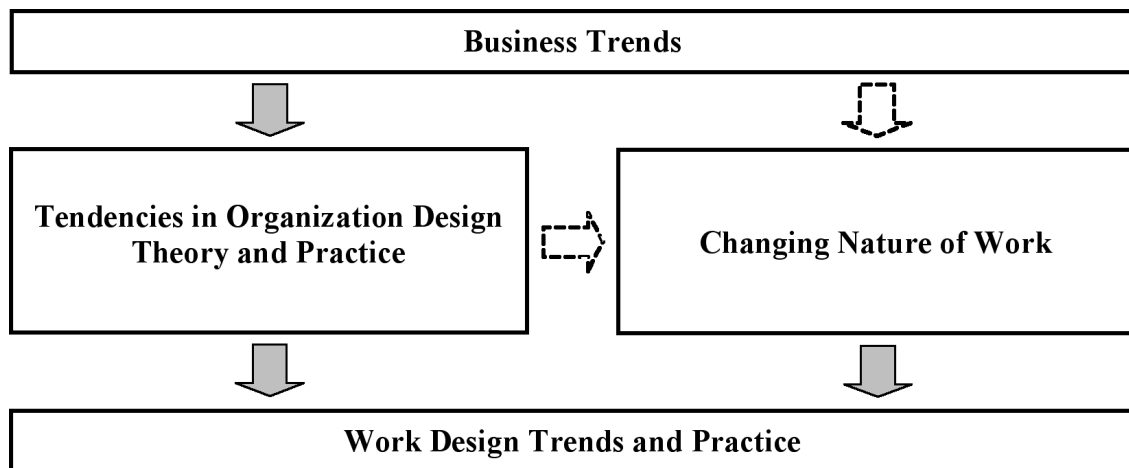 Business Trends
Tendencies in Organization Design
Theory and Practice
Changing Nature of Work
Work Design Trends and Practice